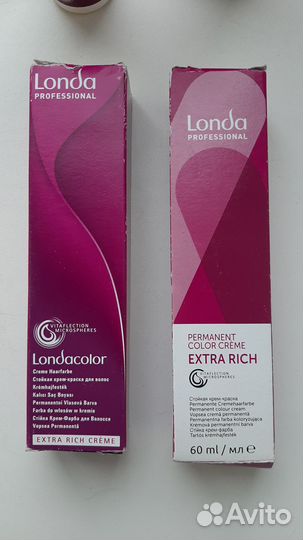 Londa
PROFESSIONAL
VITAFLECTION
MICROSPHERES
Londacolor
Creme Haarfarbe
Стойкая крем-краска для волос
Krémhajfesték
Kalıcı Saç Boyası
Permanentní Vlasová Barva
Farba do włosów w kremie
Стійка Крем-Фарба для Волосся
Vopsea Permanentă
EXTRA RICH CRÈME
Londa
PROFESSIONAL
PERMANENT
COLOR CRÈME
EXTRA RICH
VITAFLECTION
MICROSPHERES
Стойкая крем-краска
Permanente Cremehaarfarbe
Permanent colour cream
Vopsea cremă permanentă
Permanentna farba koloryzująca
Krémová permanentní barva
Стійка крем-фарба
Tartós krémhajfesték
60 ml / мл e
Avito